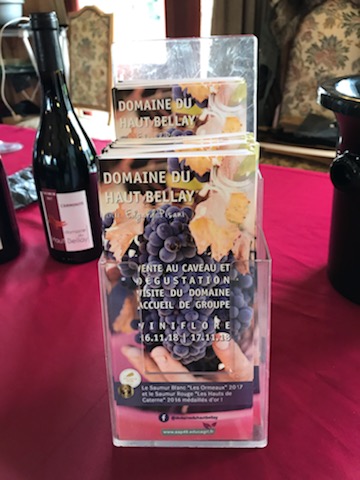 DOMAINE DU
HAUT BELLAY
DOMAINE DU
HAUT BELLAY
Edgard Pisani
VENTE AU CAVEAU ET
DÉGUSTATION
VISITE DU DOMAINE
ACCUEIL DE GROUPE
VINIFLORE
16.11.18 | 17.11.18
Le Saumur Blanc "Les Ormeaux" 2017
et le Saumur Rouge "Les Hauts de
Caterne" 2016 médaillés d'or !